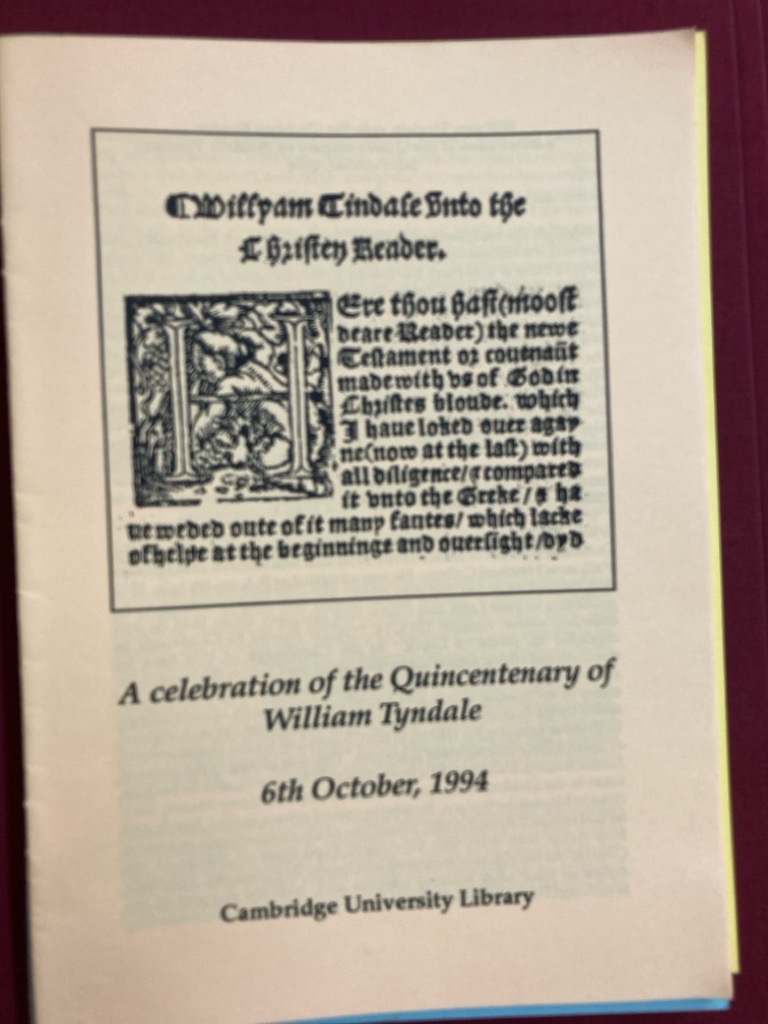 Willyam Tindale vnto the
Christen Reader.
HEre thou hast (moost
deare Reader) the newe
Testament or couenaūt
made with vs of God in
Christes bloude. which
I haue loked ouer agay
ne (now at the last) with
all diligence / & compared
it vnto the Greke / & ha
ue weded oute of it many fautes / which lacke
of helpe at the beginninge and ouersight / dyd
A celebration of the Quincentenary of
William Tyndale
6th October, 1994
Cambridge University Library